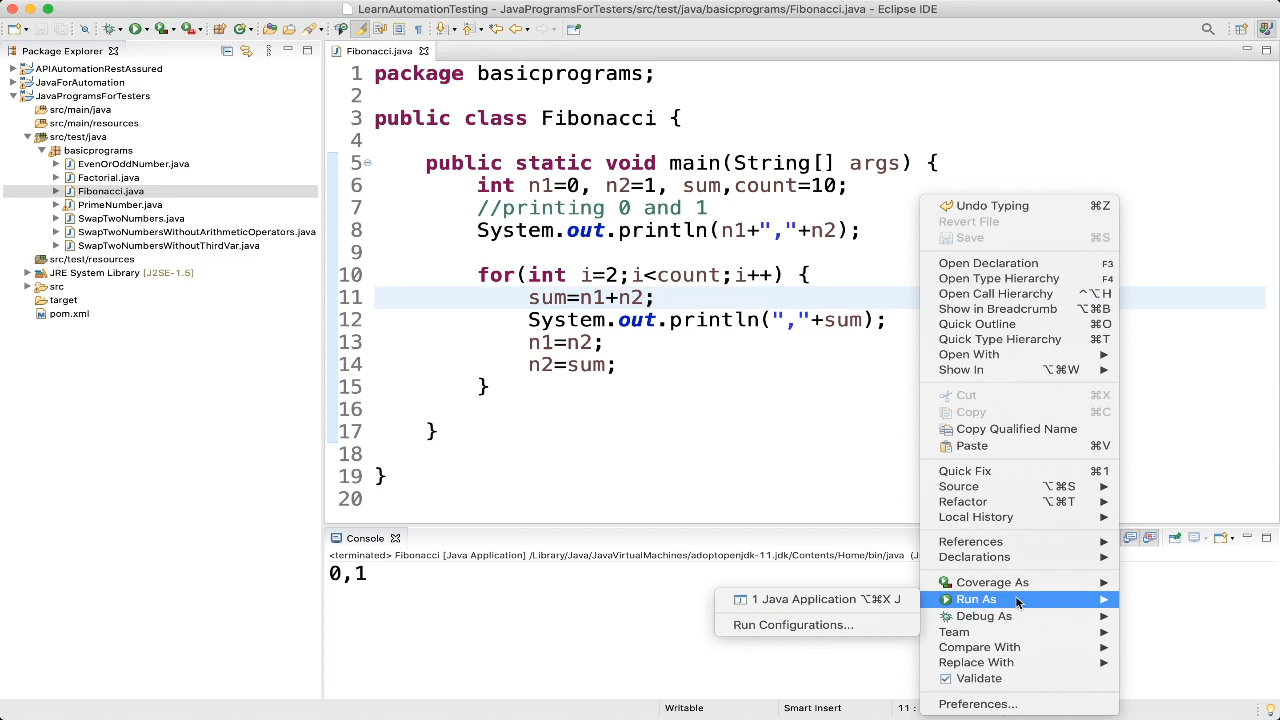 LearnAutomationTesting - JavaProgramsForTesters/src/test/java/basicprograms/Fibonacci.java - Eclipse IDE
Package Explorer
APIAutomationRestAssured
JavaForAutomation
JavaProgramsForTesters
src/main/java
src/main/resources
src/test/java
basicprograms
EvenOrOddNumber.java
Factorial.java
Fibonacci.java
PrimeNumber.java
SwapTwoNumbers.java
SwapTwoNumbersWithoutArithmeticOperators.java
SwapTwoNumbersWithoutThirdVar.java
src/test/resources
JRE System Library [J2SE-1.5]
src
target
pom.xml
Fibonacci.java
1 package basicprograms;
2
3 public class Fibonacci {
4
5 public static void main(String[] args) {
6 int n1=0, n2=1, sum,count=10;
7 //printing 0 and 1
8 System.out.println(n1+","+n2);
9
10 for(int i=2;i<count;i++) {
11 sum=n1+n2;
12 System.out.println(","+sum);
13 n1=n2;
14 n2=sum;
15 }
16
17 }
18
19 }
20
Console
<terminated> Fibonacci [Java Application] /Library/Java/JavaVirtualMachines/adoptopenjdk-11.jdk/Contents/Home/bin/java (J
0,1
Undo Typing ⌘Z
Revert File
Save ⌘S
Open Declaration F3
Open Type Hierarchy F4
Open Call Hierarchy ^⌥H
Show in Breadcrumb ⌥⌘B
Quick Outline ⌘O
Quick Type Hierarchy ⌘T
Open With
Show In ⌥⌘W
Cut ⌘X
Copy ⌘C
Copy Qualified Name
Paste ⌘V
Quick Fix ⌘1
Source ⌥⌘S
Refactor ⌥⌘T
Local History
References
Declarations
Coverage As
Run As
Debug As
Team
Compare With
Replace With
Validate
Preferences...
1 Java Application ⌥⌘X J
Run Configurations...
Writable
Smart Insert
11 :